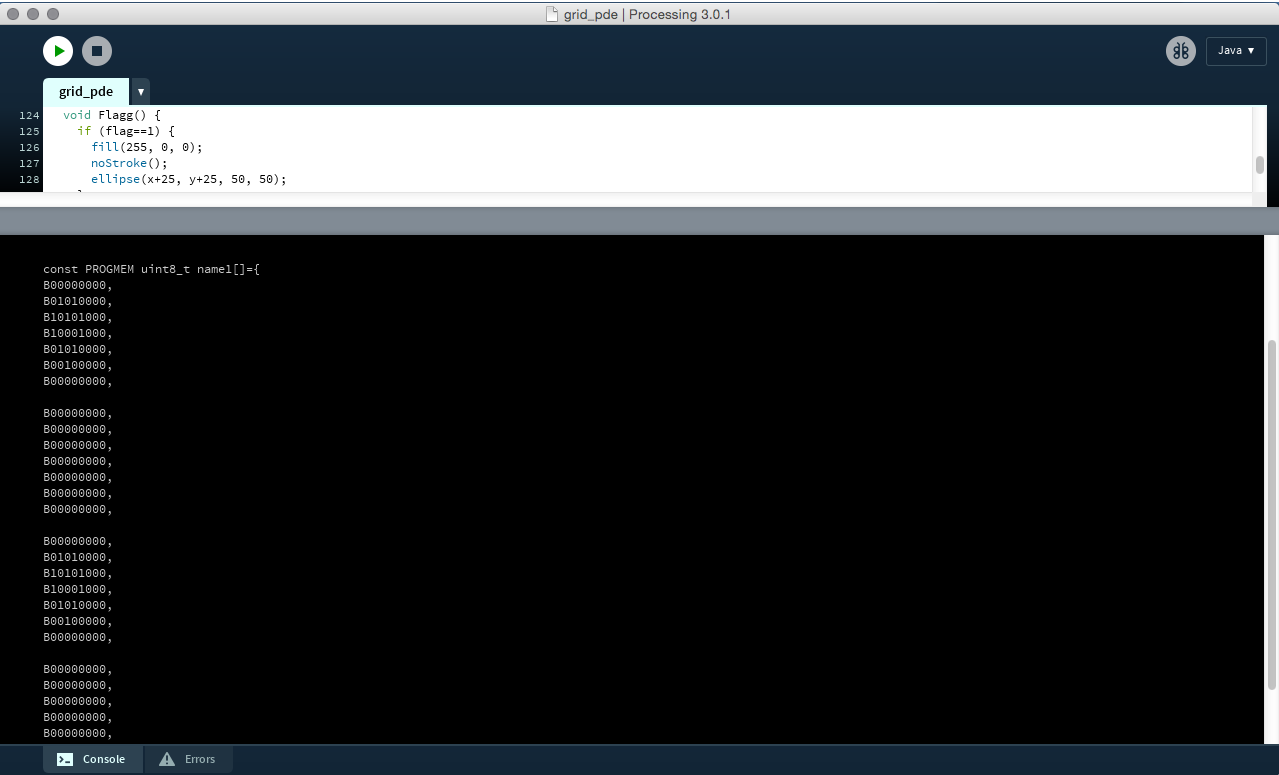 grid_pde | Processing 3.0.1
Java ▼
grid_pde ▼
124 void Flagg() {
125 if (flag==1) {
126 fill(255, 0, 0);
127 noStroke();
128 ellipse(x+25, y+25, 50, 50);
const PROGMEM uint8_t name1[]={
B00000000,
B01010000,
B10101000,
B10001000,
B01010000,
B00100000,
B00000000,
B00000000,
B00000000,
B00000000,
B00000000,
B00000000,
B00000000,
B00000000,
B00000000,
B01010000,
B10101000,
B10001000,
B01010000,
B00100000,
B00000000,
B00000000,
B00000000,
B00000000,
B00000000,
B00000000,
Console
Errors